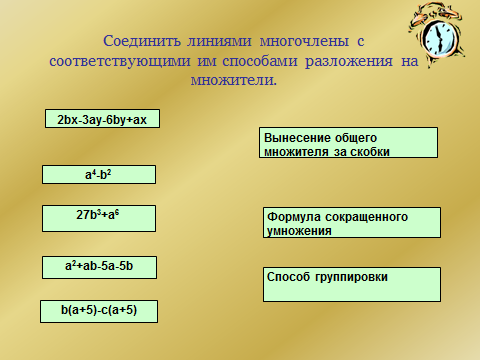 Соединить линиями многочлены с
соответствующими им способами разложения на
множители.
2bx-3ay-6by+ax
Вынесение общего
множителя за скобки
a⁴-b²
27b³+a⁶
Формула сокращенного
умножения
a²+ab-5a-5b
Способ группировки
b(a+5)-c(a+5)